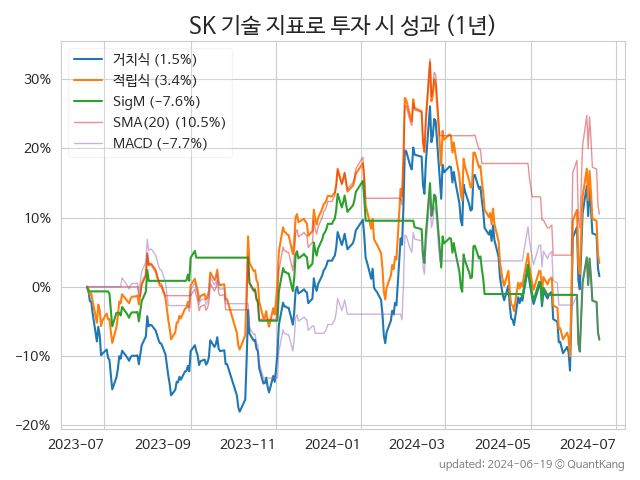 SK 기술 지표로 투자 시 성과 (1년)
거치식 (1.5%)
적립식 (3.4%)
SigM (−7.6%)
SMA(20) (10.5%)
MACD (−7.7%)
30%
20%
10%
0%
−10%
−20%
2023-07 2023-09 2023-11 2024-01 2024-03 2024-05 2024-07
updated: 2024-06-19 ⓒ QuantKang